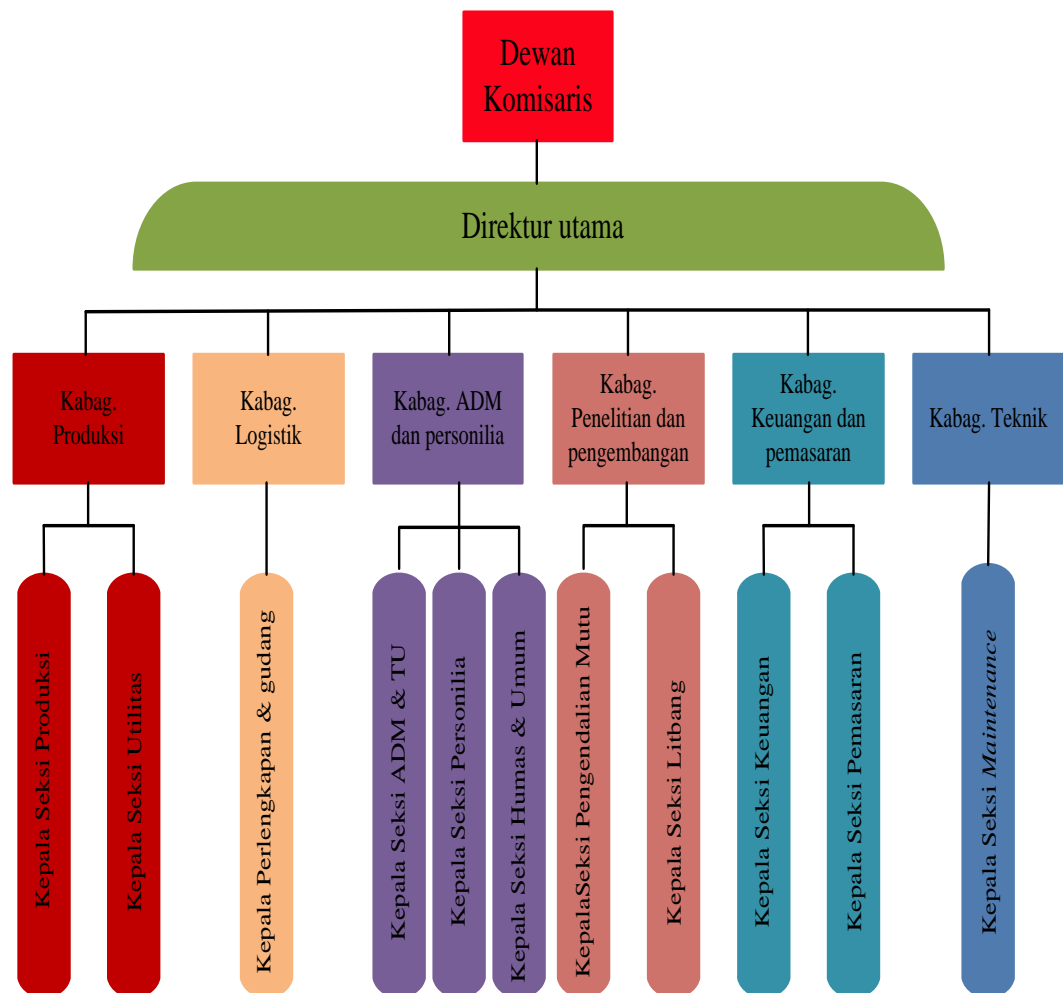 Dewan
Komisaris
Direktur utama
Kabag.
Produksi
Kabag.
Logistik
Kabag. ADM
dan personilia
Kabag.
Penelitian dan
pengembangan
Kabag.
Keuangan dan
pemasaran
Kabag. Teknik
Kepala Seksi Produksi
Kepala Seksi Utilitas
Kepala Perlengkapan & gudang
Kepala Seksi ADM & TU
Kepala Seksi Personilia
Kepala Seksi Humas & Umum
KepalaSeksi Pengendalian Mutu
Kepala Seksi Litbang
Kepala Seksi Keuangan
Kepala Seksi Pemasaran
Kepala Seksi Maintenance